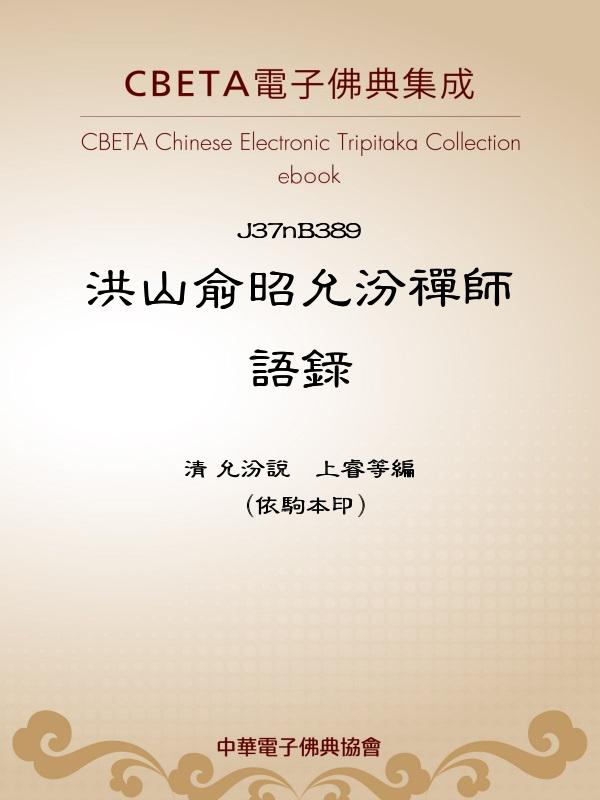 CBETA電子佛典集成
CBETA Chinese Electronic Tripitaka Collection
ebook
J37nB389
洪山俞昭允汾禪師
語錄
清 允汾說　上睿等編
(依駒本印)
中華電子佛典協會